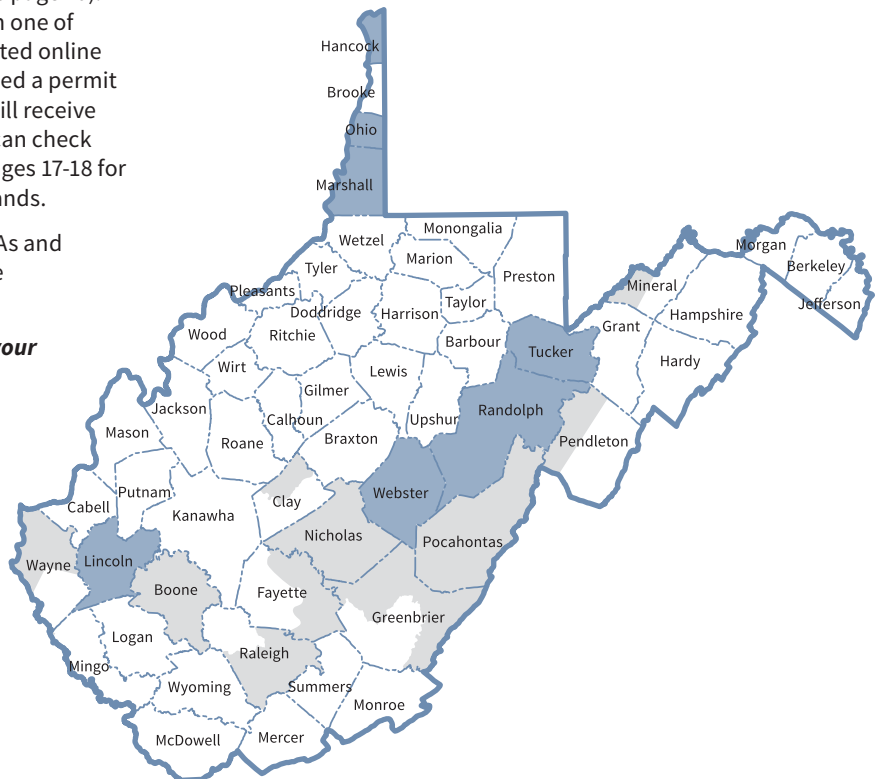 n one of
ted online
ed a permit
ill receive
can check
ges 17-18 for
ands.
As and
e
your
Hancock
Brooke
Ohio
Marshall
Wetzel
Monongalia
Marion
Tyler
Pleasants
Doddridge
Harrison
Taylor
Preston
Wood
Ritchie
Barbour
Tucker
Wirt
Lewis
Gilmer
Calhoun
Upshur
Randolph
Jackson
Mason
Roane
Braxton
Mineral
Grant
Hampshire
Hardy
Morgan
Berkeley
Jefferson
Pendleton
Putnam
Cabell
Kanawha
Clay
Webster
Nicholas
Pocahontas
Wayne
Lincoln
Boone
Fayette
Greenbrier
Logan
Mingo
Raleigh
Wyoming
Summers
Monroe
McDowell
Mercer